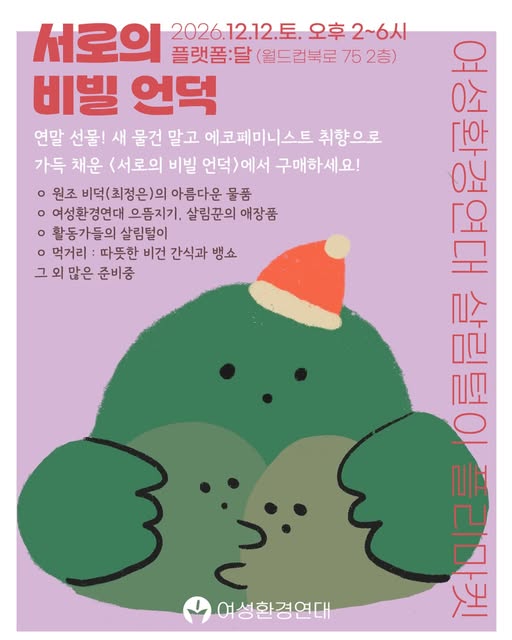 서로의
비빌 언덕
2026.12.12.토. 오후 2~6시
플랫폼:달 (월드컵북로 75 2층)
연말 선물! 새 물건 말고 에코페미니스트 취향으로
가득 채운 <서로의 비빌 언덕>에서 구매하세요!
ㅇ 원조 비덕(최정은)의 아름다운 물품
ㅇ 여성환경연대 으뜸지기, 살림꾼의 애장품
ㅇ 활동가들의 살림털이
ㅇ 먹거리 : 따뜻한 비건 간식과 뱅쇼
그 외 많은 준비중
여성환경연대 살림털이 플리마켓
여성환경연대